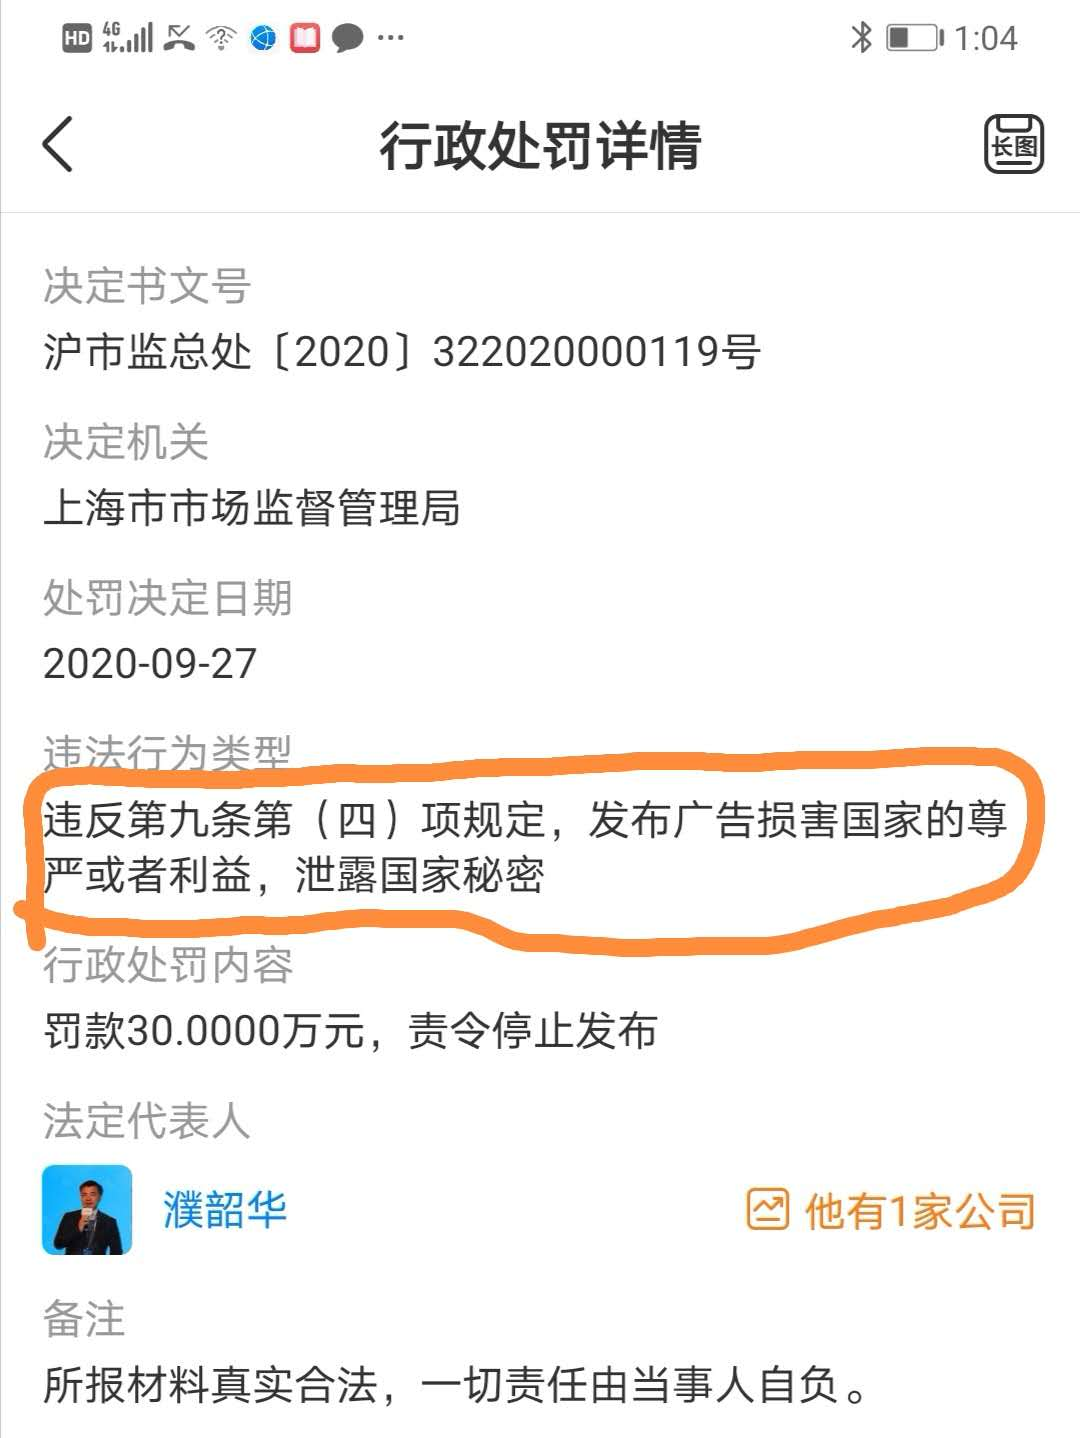 HD 4G 1:04
行政处罚详情
长图
决定书文号
沪市监总处〔2020〕322020000119号
决定机关
上海市市场监督管理局
处罚决定日期
2020-09-27
违法行为类型
违反第九条第（四）项规定，发布广告损害国家的尊
严或者利益，泄露国家秘密
行政处罚内容
罚款30.0000万元，责令停止发布
法定代表人
濮韶华 他有1家公司
备注
所报材料真实合法，一切责任由当事人自负。